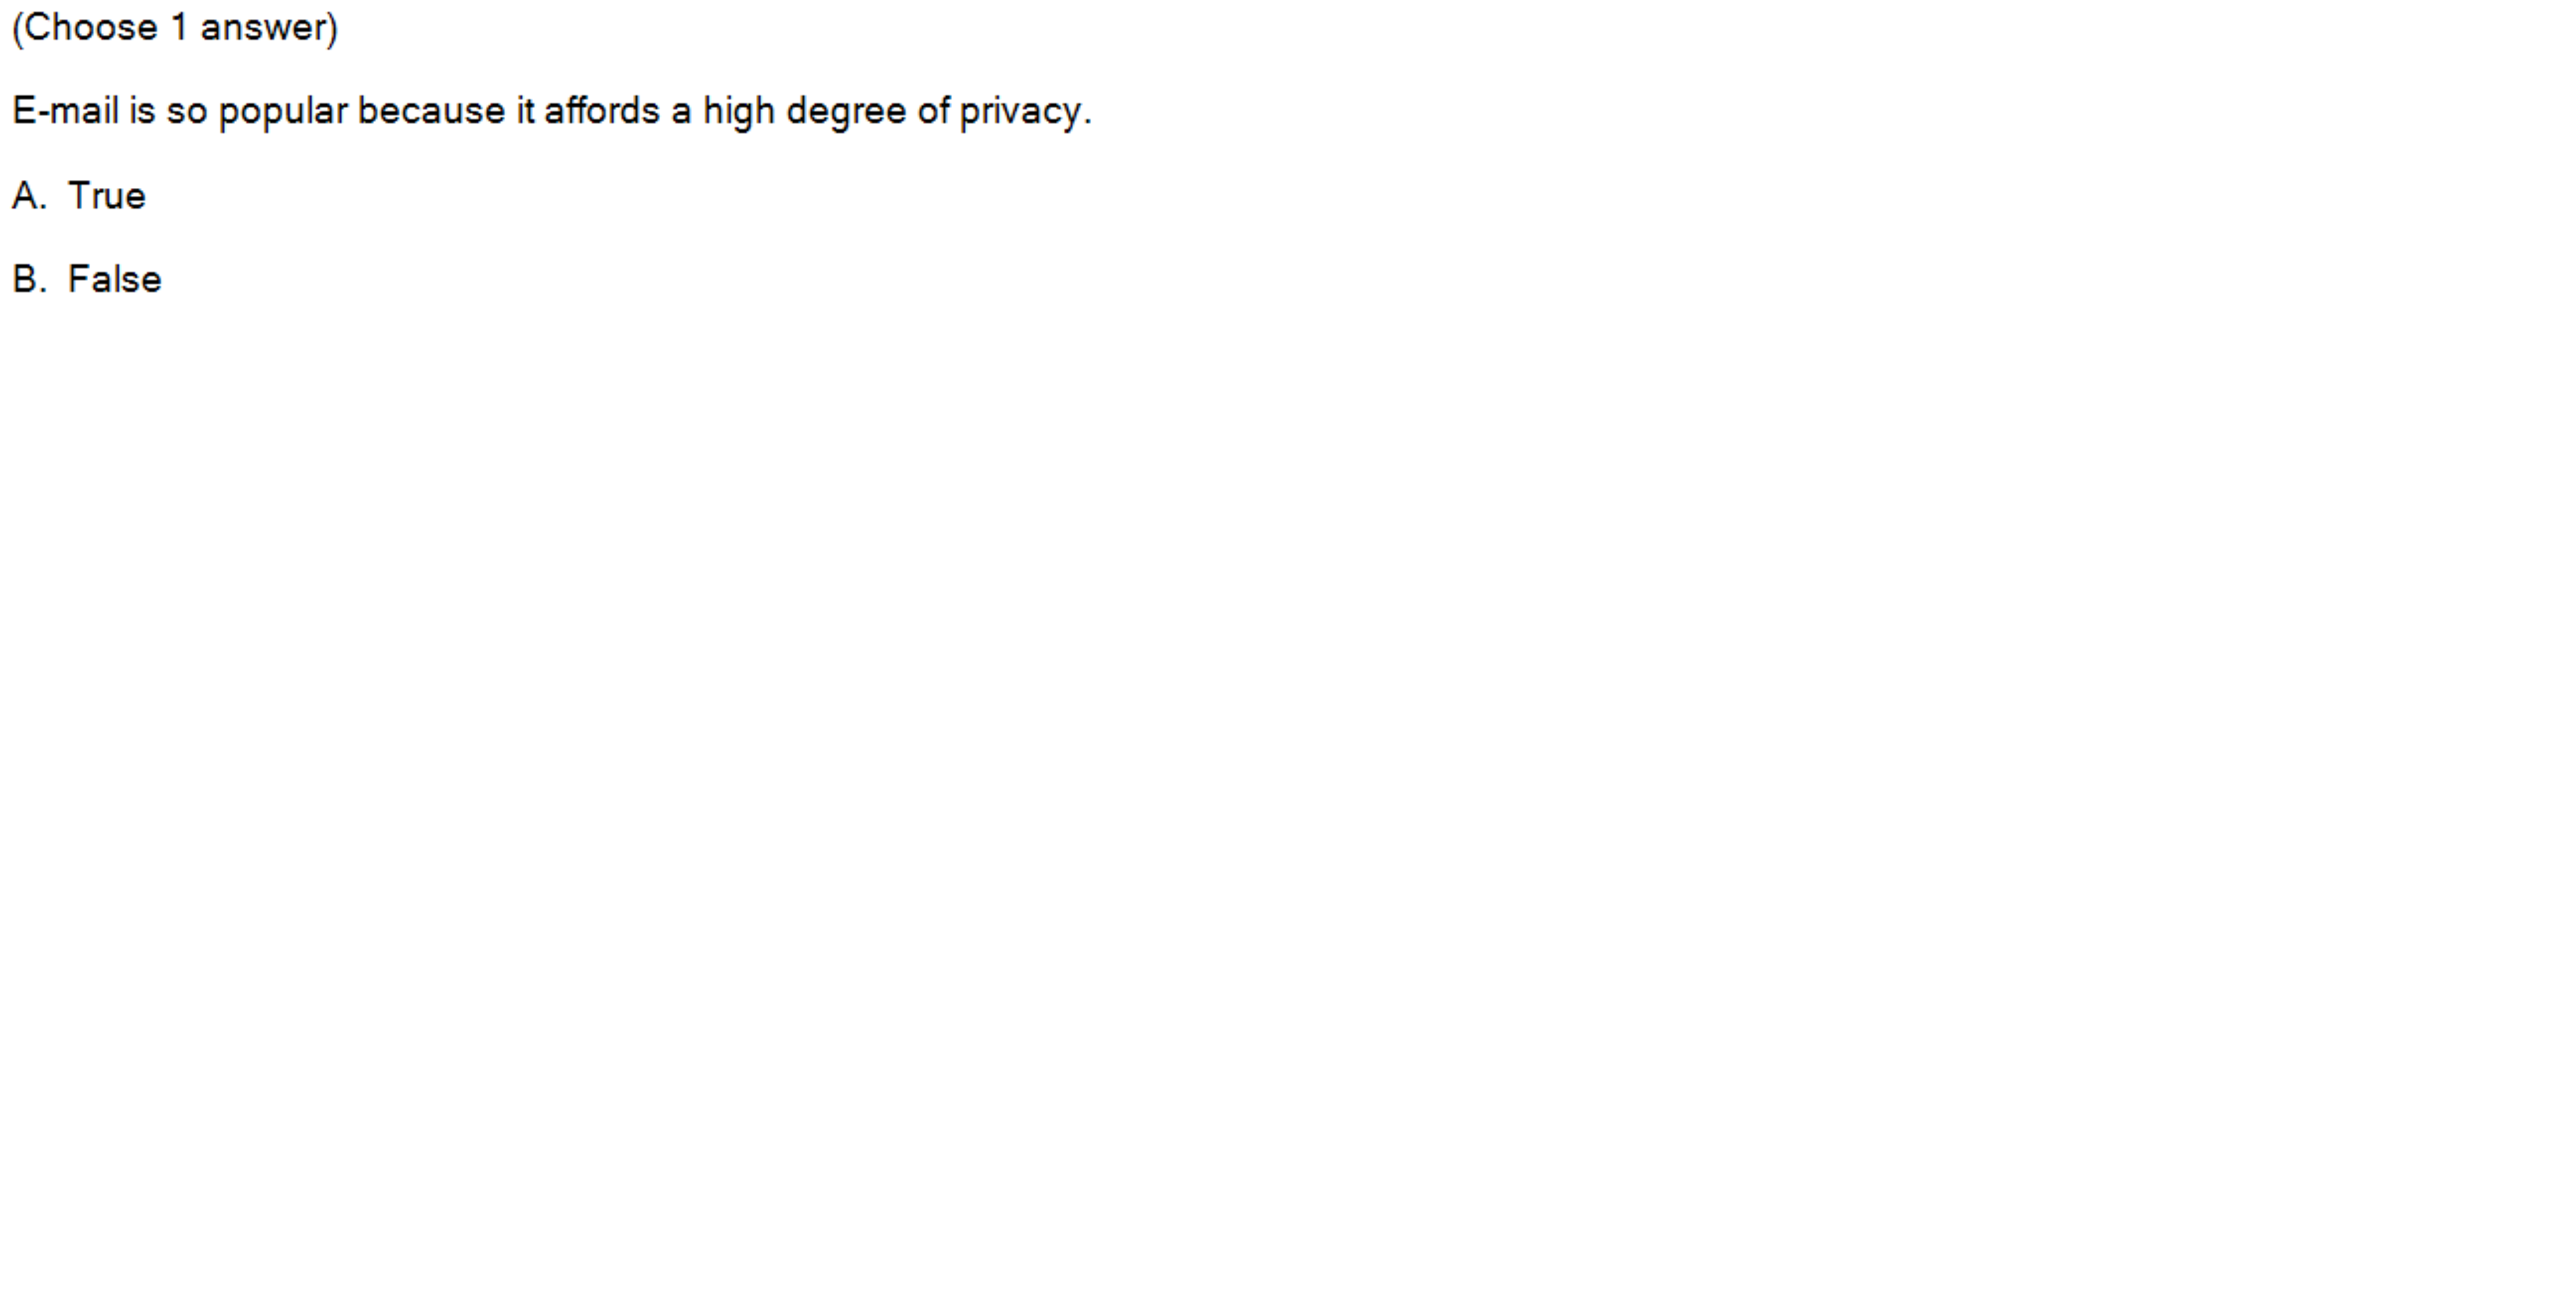 (Choose 1 answer)
E-mail is so popular because it affords a high degree of privacy.
A. True
B. False